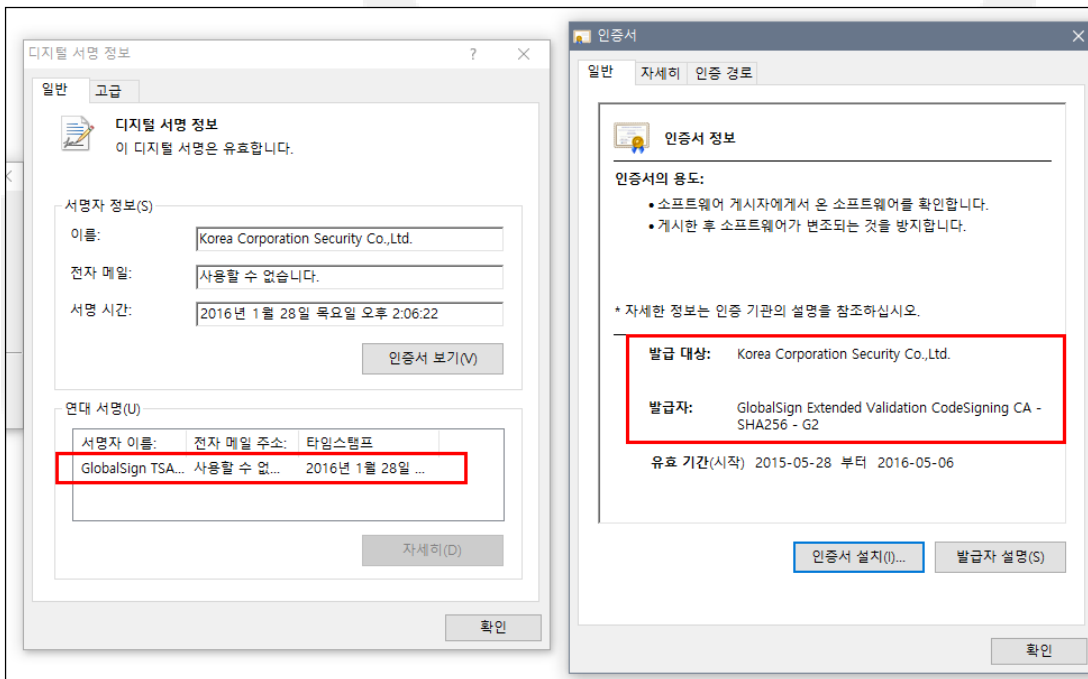 디지털 서명 정보
?
일반
고급
디지털 서명 정보
이 디지털 서명은 유효합니다.
서명자 정보(S)
이름:
Korea Corporation Security Co.,Ltd.
전자 메일:
사용할 수 없습니다.
서명 시간:
2016년 1월 28일 목요일 오후 2:06:22
인증서 보기(V)
연대 서명(U)
서명자 이름: 전자 메일 주소: 타임스탬프
GlobalSign TSA... 사용할 수 없... 2016년 1월 28일 ...
자세히(D)
확인
인증서
일반 자세히 인증 경로
인증서 정보
인증서의 용도:
•소프트웨어 게시자에게서 온 소프트웨어를 확인합니다.
•게시한 후 소프트웨어가 변조되는 것을 방지합니다.
* 자세한 정보는 인증 기관의 설명을 참조하십시오.
발급 대상: Korea Corporation Security Co.,Ltd.
발급자: GlobalSign Extended Validation CodeSigning CA -
SHA256 - G2
유효 기간(시작) 2015-05-28 부터 2016-05-06
인증서 설치(I)...
발급자 설명(S)
확인